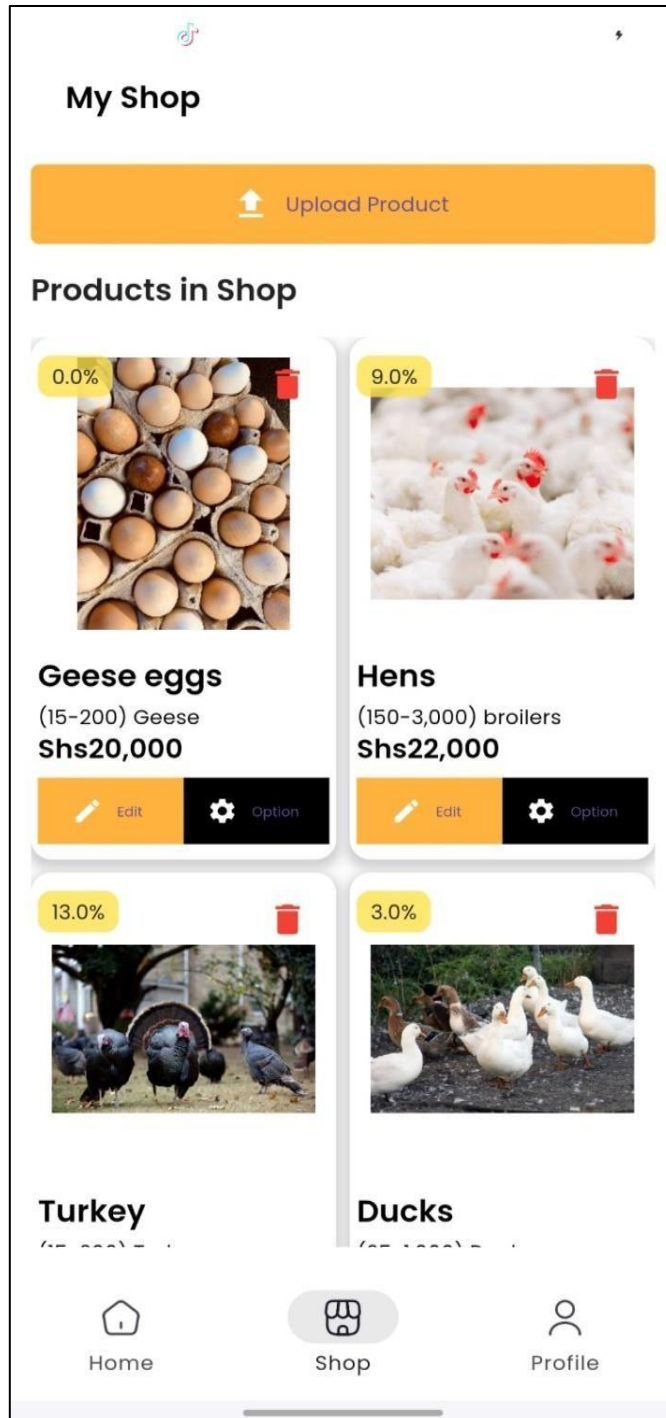 My Shop
Upload Product
Products in Shop
0.0%
9.0%
Geese eggs
Hens
(15-200) Geese
(150-3,000) broilers
Shs20,000
Shs22,000
Edit
Option
Edit
Option
13.0%
3.0%
Turkey
Ducks
Home
Shop
Profile